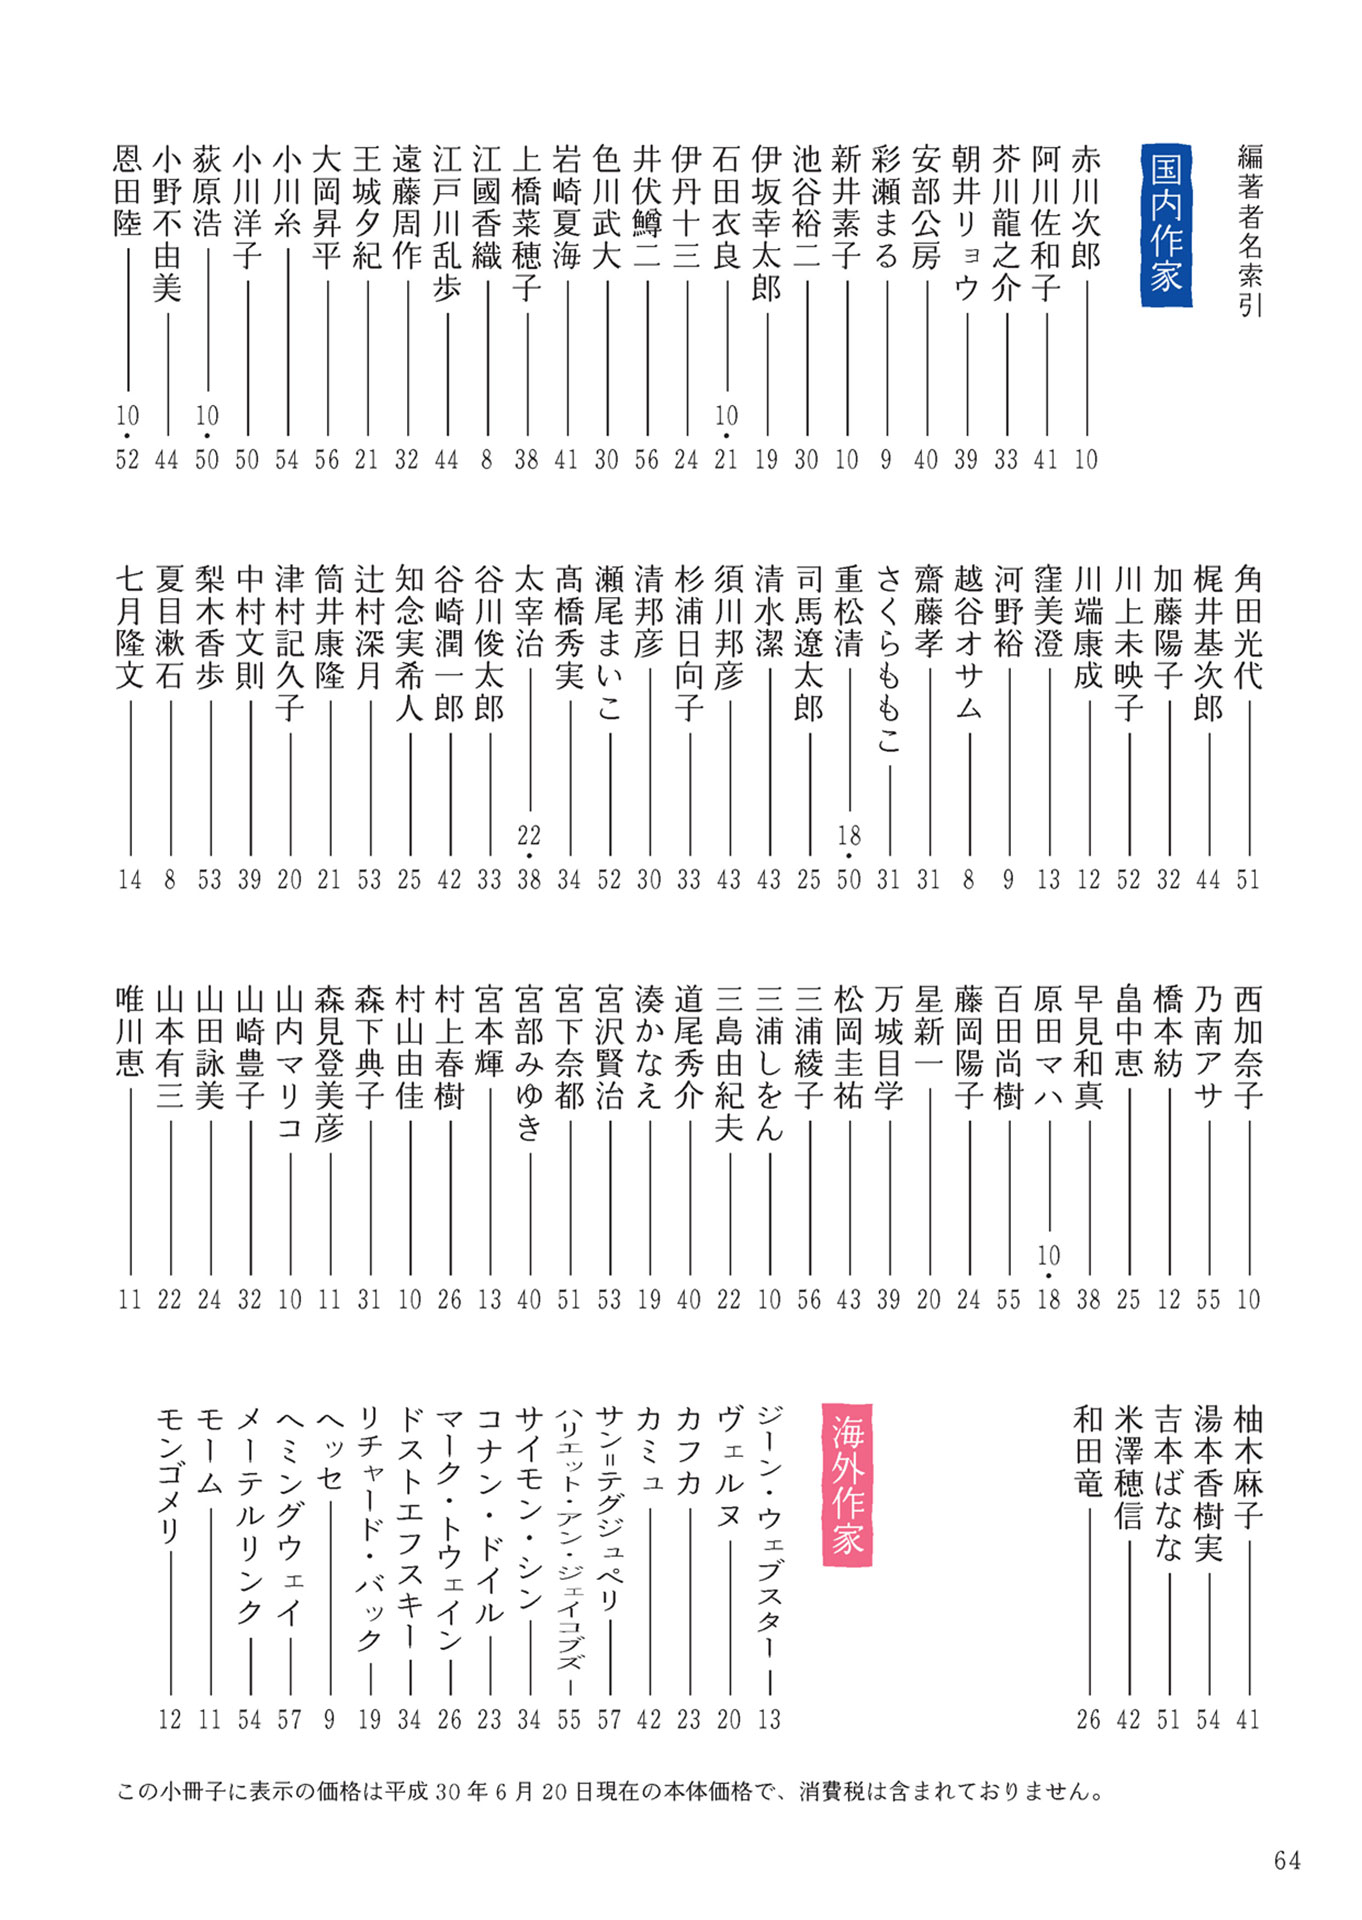 編著者名索引
国内作家
赤川次郎 10
阿川佐和子 41
芥川龍之介 33
朝井リョウ 39
安部公房 40
彩瀬まる 9
新井素子 10
池谷裕二 30
伊坂幸太郎 19
石田衣良 10・21
伊丹十三 24
井伏鱒二 56
色川武大 30
岩崎夏海 41
上橋菜穂子 38
江國香織 8
江戸川乱歩 44
遠藤周作 32
王城夕紀 21
大岡昇平 56
小川糸 54
小川洋子 50
荻原浩 10・50
小野不由美 44
恩田陸 10・52
角田光代 51
梶井基次郎 44
加藤陽子 32
川上未映子 52
川端康成 12
窪美澄 13
河野裕 9
越谷オサム 8
齋藤孝 31
さくらももこ 31
重松清 18・50
司馬遼太郎 25
清水潔 43
須川邦彦 43
杉浦日向子 33
清邦彦 30
瀬尾まいこ 52
髙橋秀実 34
太宰治 22・38
谷川俊太郎 33
谷崎潤一郎 42
知念実希人 25
辻村深月 53
筒井康隆 21
津村記久子 20
中村文則 39
梨木香歩 53
夏目漱石 8
七月隆文 14
西加奈子 10
乃南アサ 55
橋本紡 12
畠中恵 25
早見和真 38
原田マハ 10・18
百田尚樹 55
藤岡陽子 24
星新一 20
万城目学 39
松岡圭祐 43
三浦綾子 56
三浦しをん 10
三島由紀夫 22
道尾秀介 40
湊かなえ 19
宮沢賢治 53
宮下奈都 51
宮部みゆき 40
宮本輝 13
村上春樹 26
村山由佳 10
森下典子 31
森見登美彦 11
山内マリコ 10
山崎豊子 32
山田詠美 24
山本有三 22
唯川恵 11
柚木麻子 41
湯本香樹実 54
吉本ばなな 51
米澤穂信 42
和田竜 26
海外作家
ジーン・ウェブスター 13
ヴェルヌ 20
カフカ 23
カミュ 42
サン＝テグジュペリ 57
ハリエット・アン・ジェイコブズ 55
サイモン・シン 34
コナン・ドイル 23
マーク・トウェイン 26
ドストエフスキー 34
リチャード・バック 19
ヘッセ 9
ヘミングウェイ 57
メーテルリンク 54
モーム 11
モンゴメリ 12
この小冊子に表示の価格は平成 30 年 6 月 20 日現在の本体価格で、消費税は含まれておりません。
64